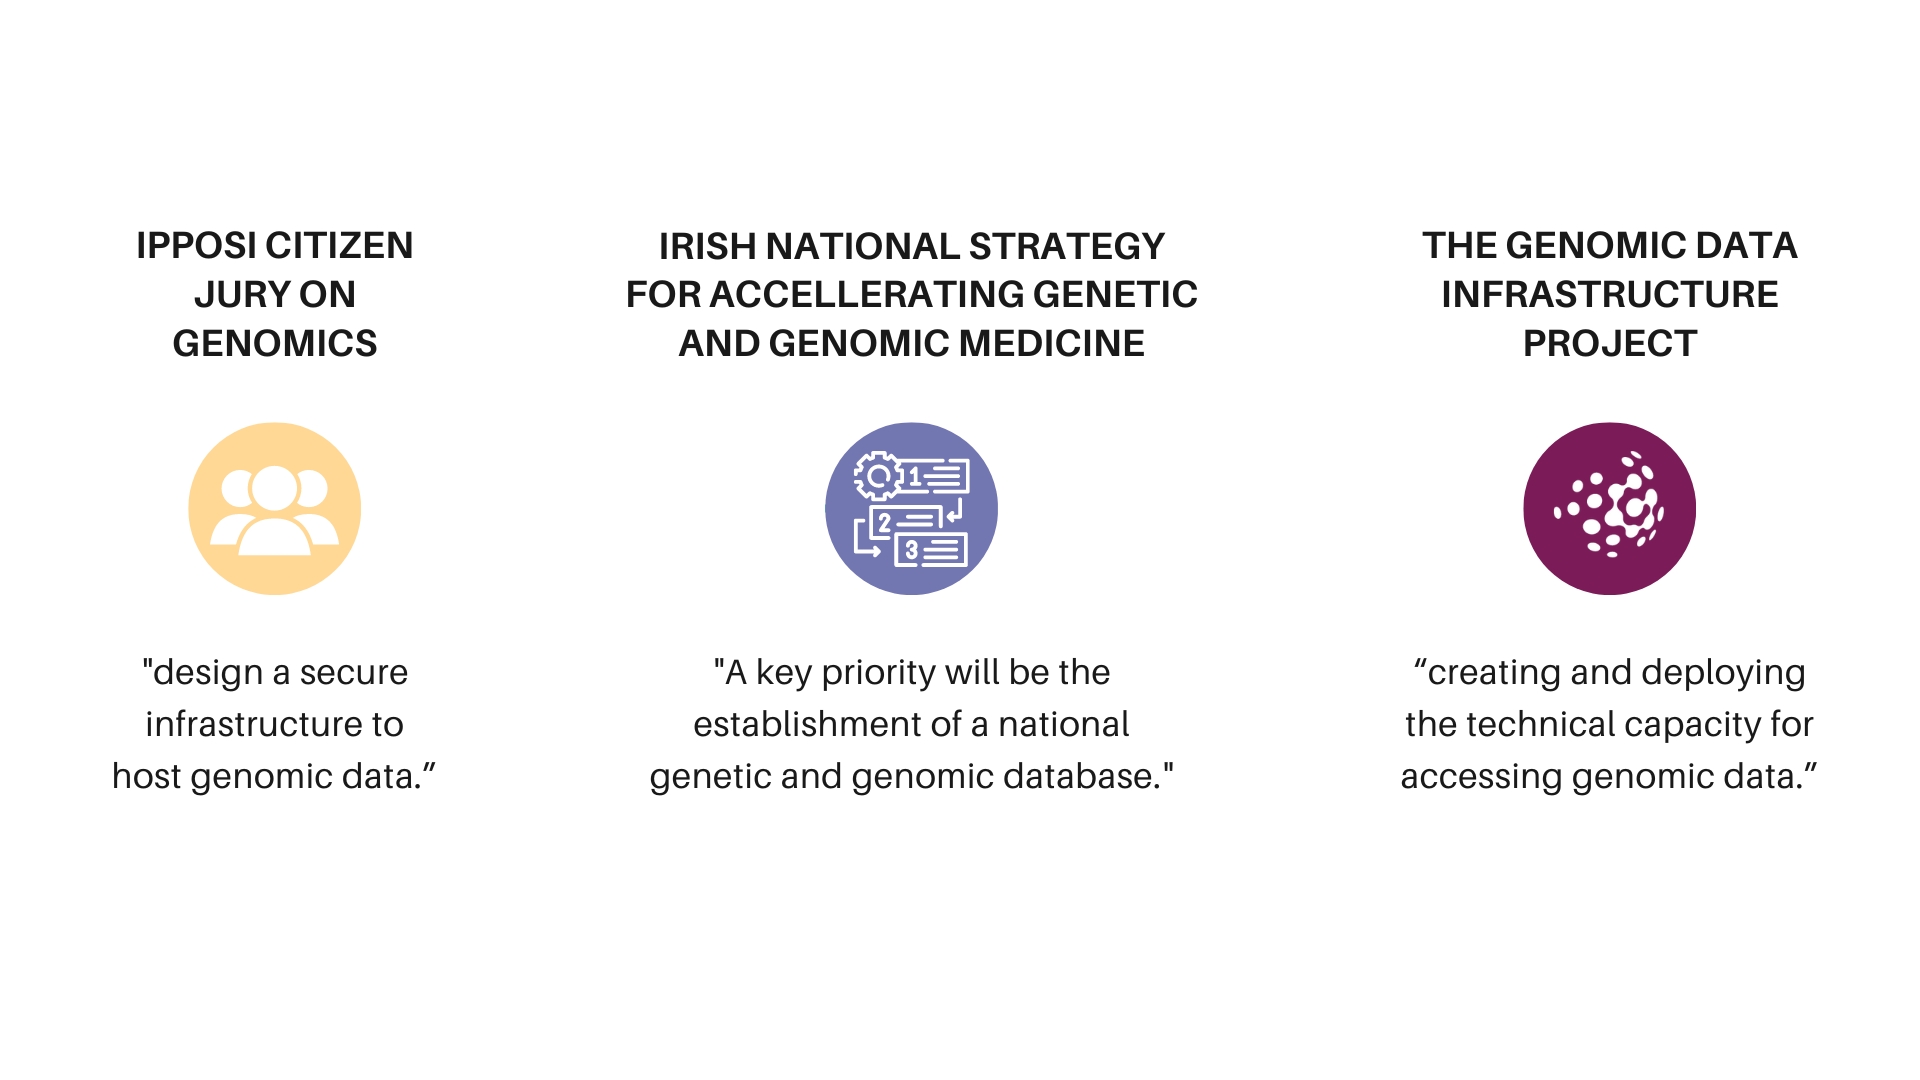 IPPOSI CITIZEN
JURY ON
GENOMICS
"design a secure
infrastructure to
host genomic data.”
IRISH NATIONAL STRATEGY
FOR ACCELLERATING GENETIC
AND GENOMIC MEDICINE
1
2
3
"A key priority will be the
establishment of a national
genetic and genomic database."
THE GENOMIC DATA
INFRASTRUCTURE
PROJECT
“creating and deploying
the technical capacity for
accessing genomic data.”